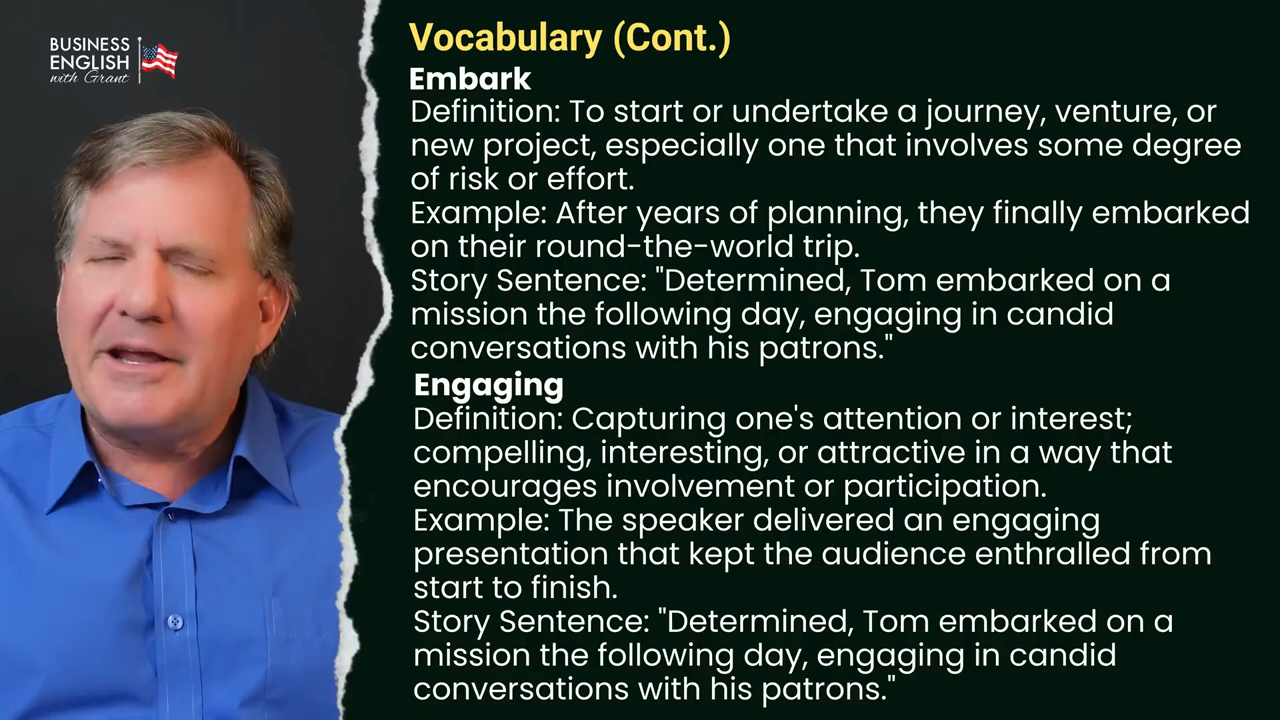 BUSINESS
ENGLISH
with Grant
Vocabulary (Cont.)
Embark
Definition: To start or undertake a journey, venture, or
new project, especially one that involves some degree
of risk or effort.
Example: After years of planning, they finally embarked
on their round-the-world trip.
Story Sentence: "Determined, Tom embarked on a
mission the following day, engaging in candid
conversations with his patrons."
Engaging
Definition: Capturing one's attention or interest;
compelling, interesting, or attractive in a way that
encourages involvement or participation.
Example: The speaker delivered an engaging
presentation that kept the audience enthralled from
start to finish.
Story Sentence: "Determined, Tom embarked on a
mission the following day, engaging in candid
conversations with his patrons."